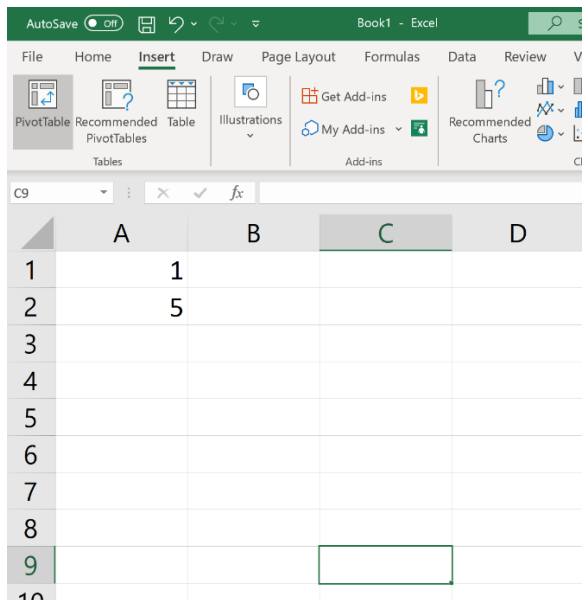 AutoSave Off Book1 - Excel
File Home Insert Draw Page Layout Formulas Data Review
PivotTable Recommended PivotTables Table Illustrations Get Add-ins My Add-ins Recommended Charts
Tables Add-ins
C9 fx
A B C D
1 1
2 5
3
4
5
6
7
8
9
10